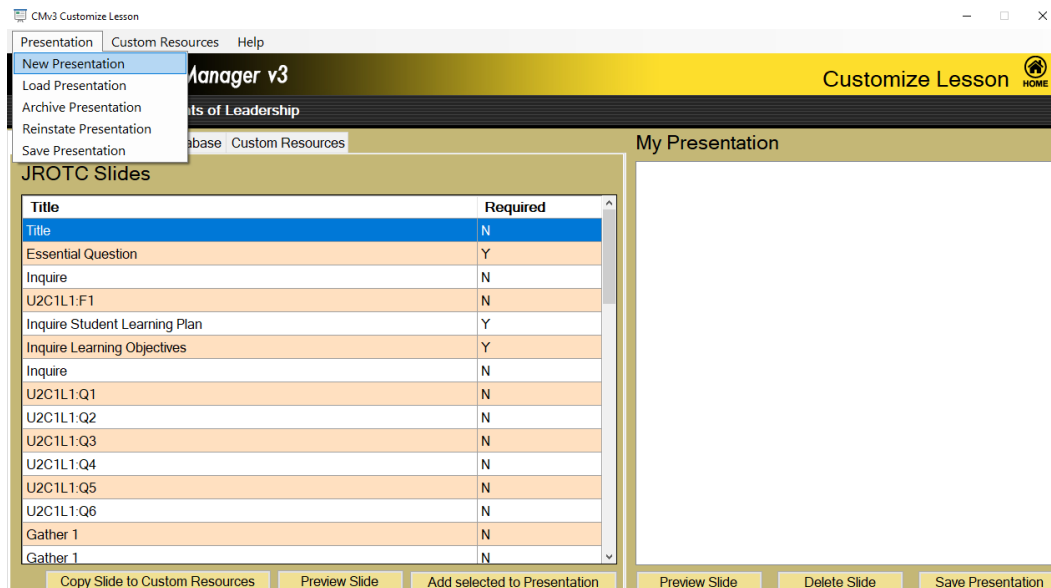 CMv3 Customize Lesson
Presentation Custom Resources Help
New Presentation
Load Presentation
Archive Presentation
Reinstate Presentation
Save Presentation
Manager v3
Customize Lesson
HOME
ts of Leadership
Custom Resources
My Presentation
JROTC Slides
Title Required
Title N
Essential Question Y
Inquire N
U2C1L1:F1 N
Inquire Student Learning Plan Y
Inquire Learning Objectives Y
Inquire N
U2C1L1:Q1 N
U2C1L1:Q2 N
U2C1L1:Q3 N
U2C1L1:Q4 N
U2C1L1:Q5 N
U2C1L1:Q6 N
Gather 1 N
Gather 1 N
Copy Slide to Custom Resources Preview Slide Add selected to Presentation
Preview Slide Delete Slide Save Presentation